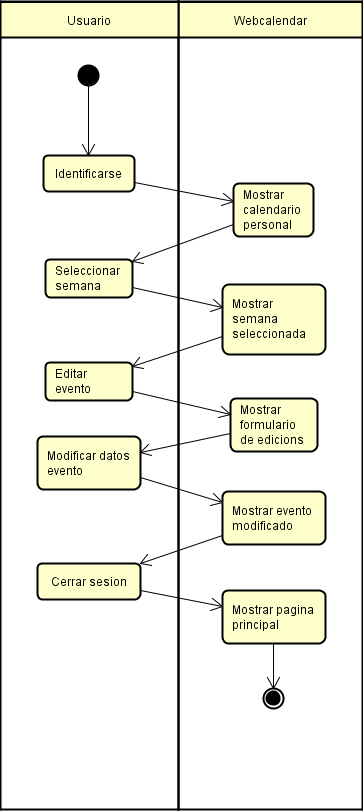 Usuario
Webcalendar
Identificarse
Mostrar
calendario
personal
Seleccionar
semana
Mostrar
semana
seleccionada
Editar
evento
Mostrar
formulario
de edicions
Modificar datos
evento
Mostrar evento
modificado
Cerrar sesion
Mostrar pagina
principal